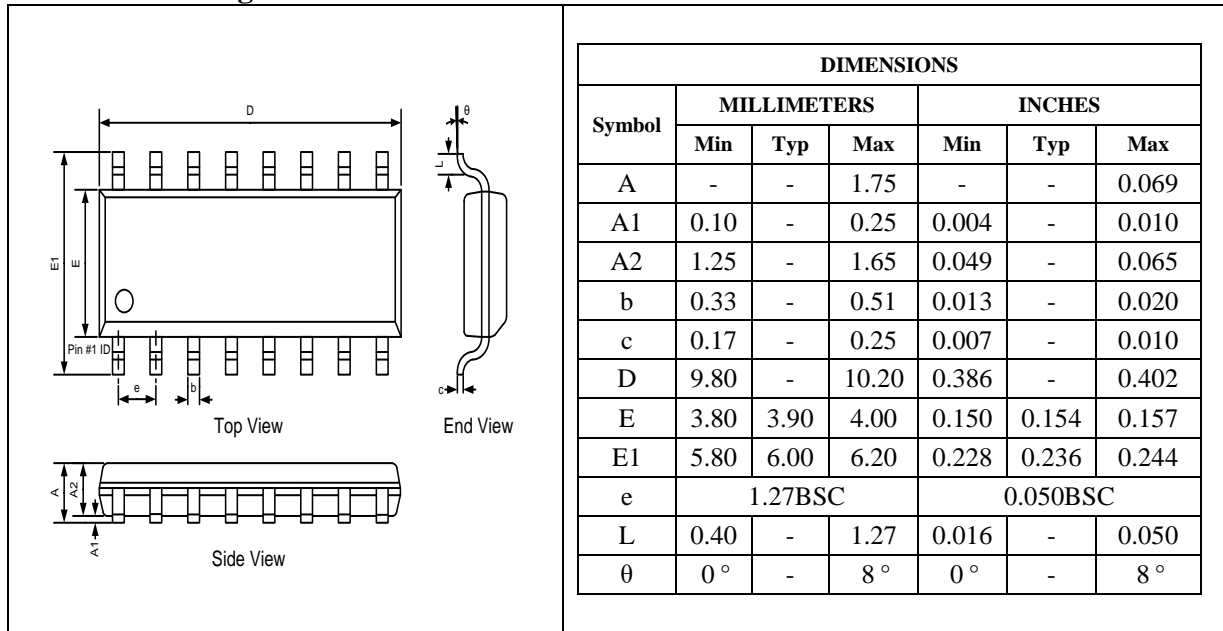 D
θ
L
E1
E
Pin #1 ID
e
b
c
Top View
End View
A
A2
A1
Side View
DIMENSIONS
Symbol MILLIMETERS INCHES
Min Typ Max Min Typ Max
A - - 1.75 - - 0.069
A1 0.10 - 0.25 0.004 - 0.010
A2 1.25 - 1.65 0.049 - 0.065
b 0.33 - 0.51 0.013 - 0.020
c 0.17 - 0.25 0.007 - 0.010
D 9.80 - 10.20 0.386 - 0.402
E 3.80 3.90 4.00 0.150 0.154 0.157
E1 5.80 6.00 6.20 0.228 0.236 0.244
e 1.27BSC 0.050BSC
L 0.40 - 1.27 0.016 - 0.050
θ 0 ° - 8 ° 0 ° - 8 °